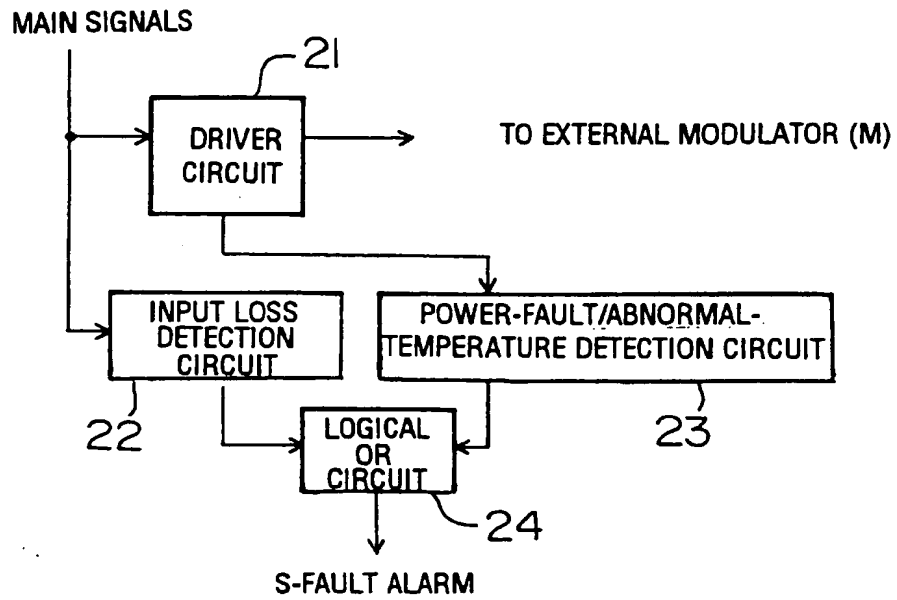 MAIN SIGNALS
21
DRIVER
CIRCUIT
TO EXTERNAL MODULATOR (M)
INPUT LOSS
DETECTION
CIRCUIT
POWER-FAULT/ABNORMAL-
TEMPERATURE DETECTION CIRCUIT
22
23
LOGICAL
OR
CIRCUIT
24
S-FAULT ALARM